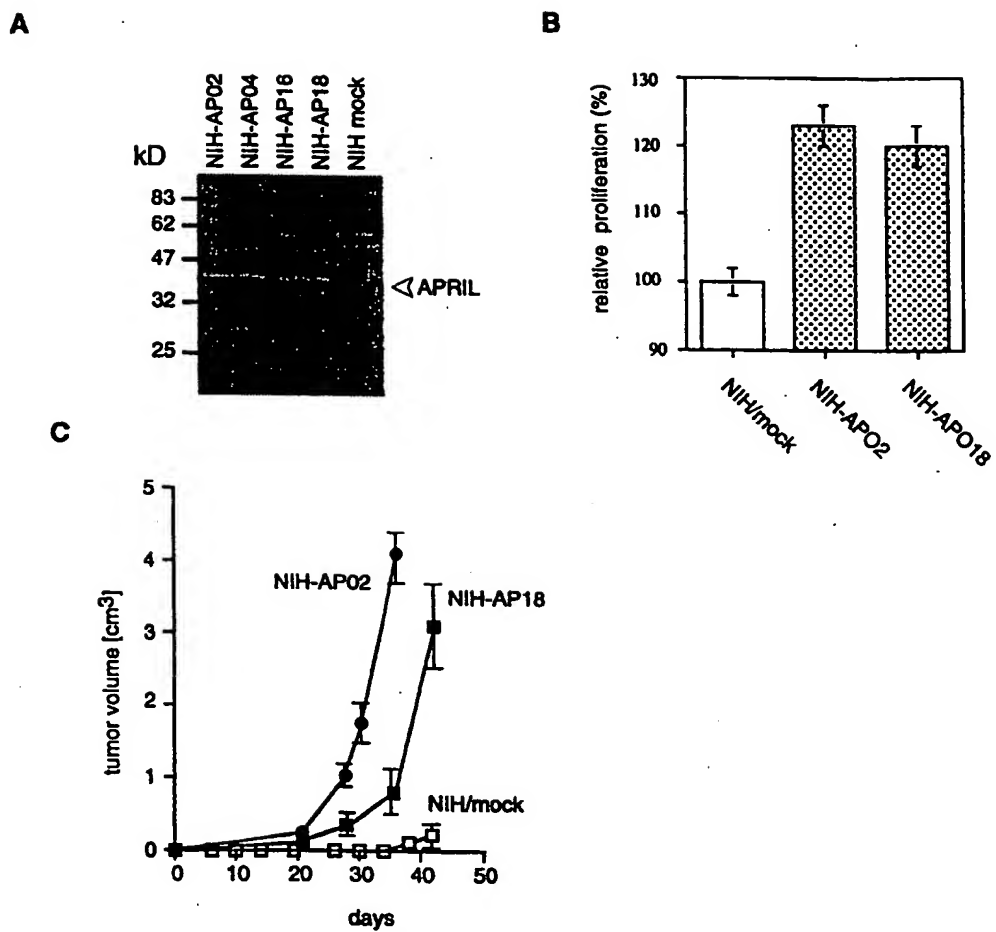 A
NIH-AP02
NIH-AP04
NIH-AP16
NIH-AP18
NIH mock
kD
83
62
47
32
25
APRIL
B
relative proliferation (%)
130
120
110
100
90
NIH/mock
NIH-APO2
NIH-APO18
C
tumor volume [cm3]
5
4
3
2
1
0
NIH-AP02
NIH-AP18
NIH/mock
0 10 20 30 40 50
days